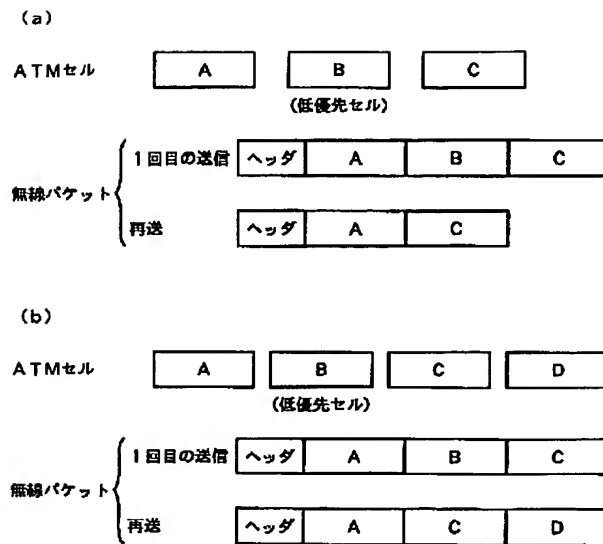 (a)
ATMセル A B C
(低優先セル)
1回目の送信 ヘッダ A B C
無線パケット
再送 ヘッダ A C
(b)
ATMセル A B C D
(低優先セル)
1回目の送信 ヘッダ A B C
無線パケット
再送 ヘッダ A C D